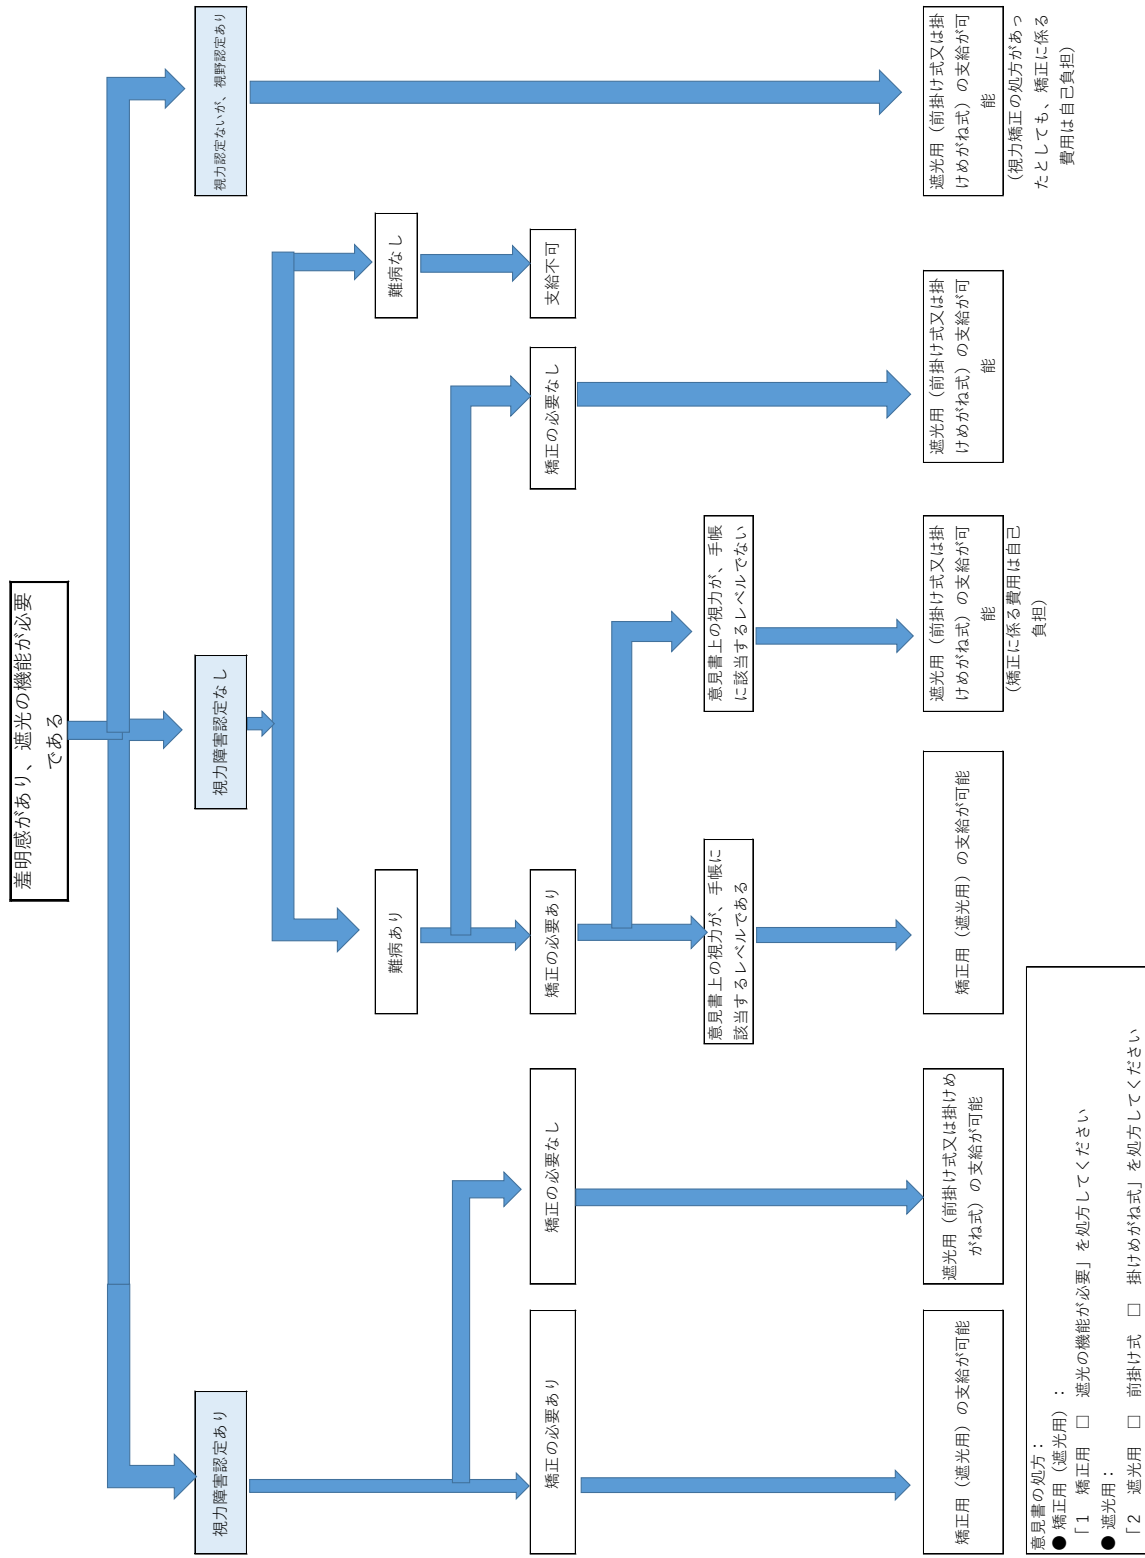 羞明感があり、遮光の機能が必要
である
視力障害認定あり
視力障害認定なし
視力認定ないが、視野認定あり
難病あり
難病なし
矯正の必要あり
矯正の必要なし
矯正の必要あり
矯正の必要なし
支給不可
意見書上の視力が、手帳に
該当するレベルである
意見書上の視力が、手帳
に該当するレベルでない
矯正用（遮光用）の支給が可能
遮光用（前掛け式又は掛けめ
がね式）の支給が可能
矯正用（遮光用）の支給が可能
遮光用（前掛け式又は掛
けめがね式）の支給が可
能
（矯正に係る費用は自己
負担）
遮光用（前掛け式又は掛
けめがね式）の支給が可
能
遮光用（前掛け式又は掛
けめがね式）の支給が可
能
（視力矯正の処方があっ
たとしても、矯正に係る
費用は自己負担）
意見書の処方：
●矯正用（遮光用）：
「1　矯正用　□　遮光の機能が必要」を処方してください
●遮光用：
「2　遮光用　□　前掛け式　□　掛けめがね式」を処方してください